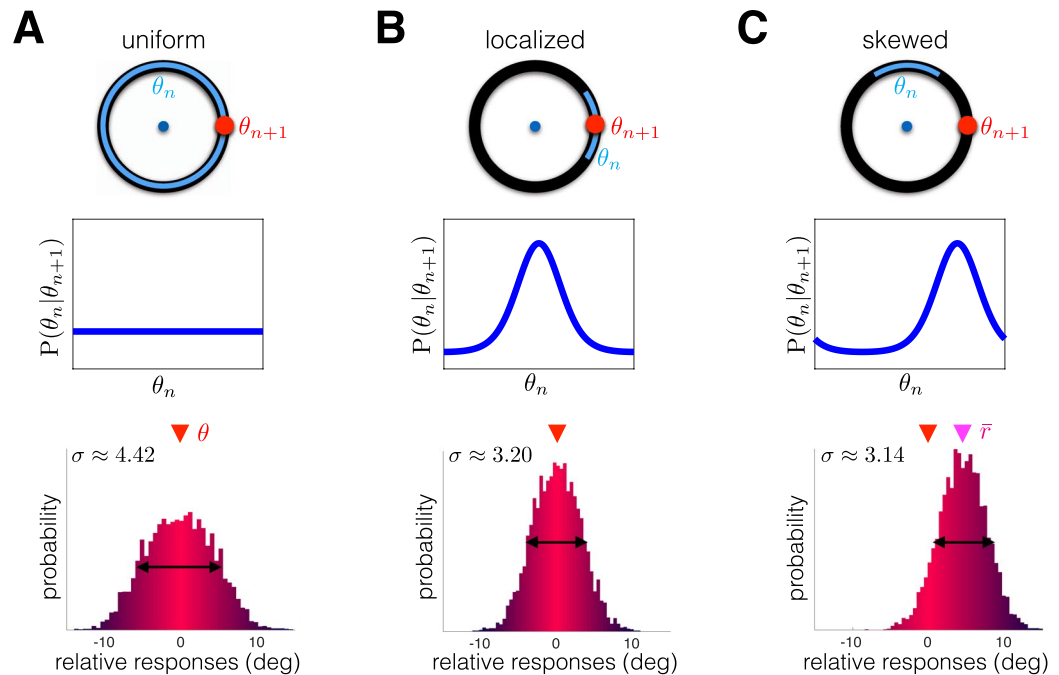 A
uniform
θₙ
θₙ₊₁
P(θₙ|θₙ₊₁)
θₙ
θ
σ ≈ 4.42
probability
-10 0 10
relative responses (deg)
B
localized
θₙ₊₁
θₙ
P(θₙ|θₙ₊₁)
θₙ
σ ≈ 3.20
probability
-10 0 10
relative responses (deg)
C
skewed
θₙ
θₙ₊₁
P(θₙ|θₙ₊₁)
θₙ
r̄
σ ≈ 3.14
probability
-10 0 10
relative responses (deg)